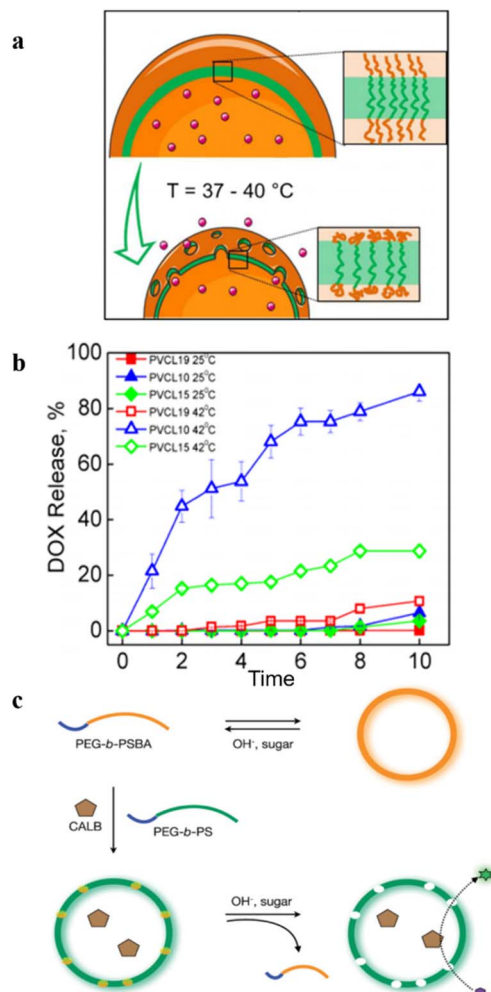 a
T = 37 - 40 °C
b
DOX Release, %
100
80
60
40
20
0
PVCL19 25°C
PVCL10 25°C
PVCL15 25°C
PVCL19 42°C
PVCL10 42°C
PVCL15 42°C
0 2 4 6 8 10
Time
c
PEG-b-PSBA
OH⁻, sugar
CALB
PEG-b-PS
OH⁻, sugar